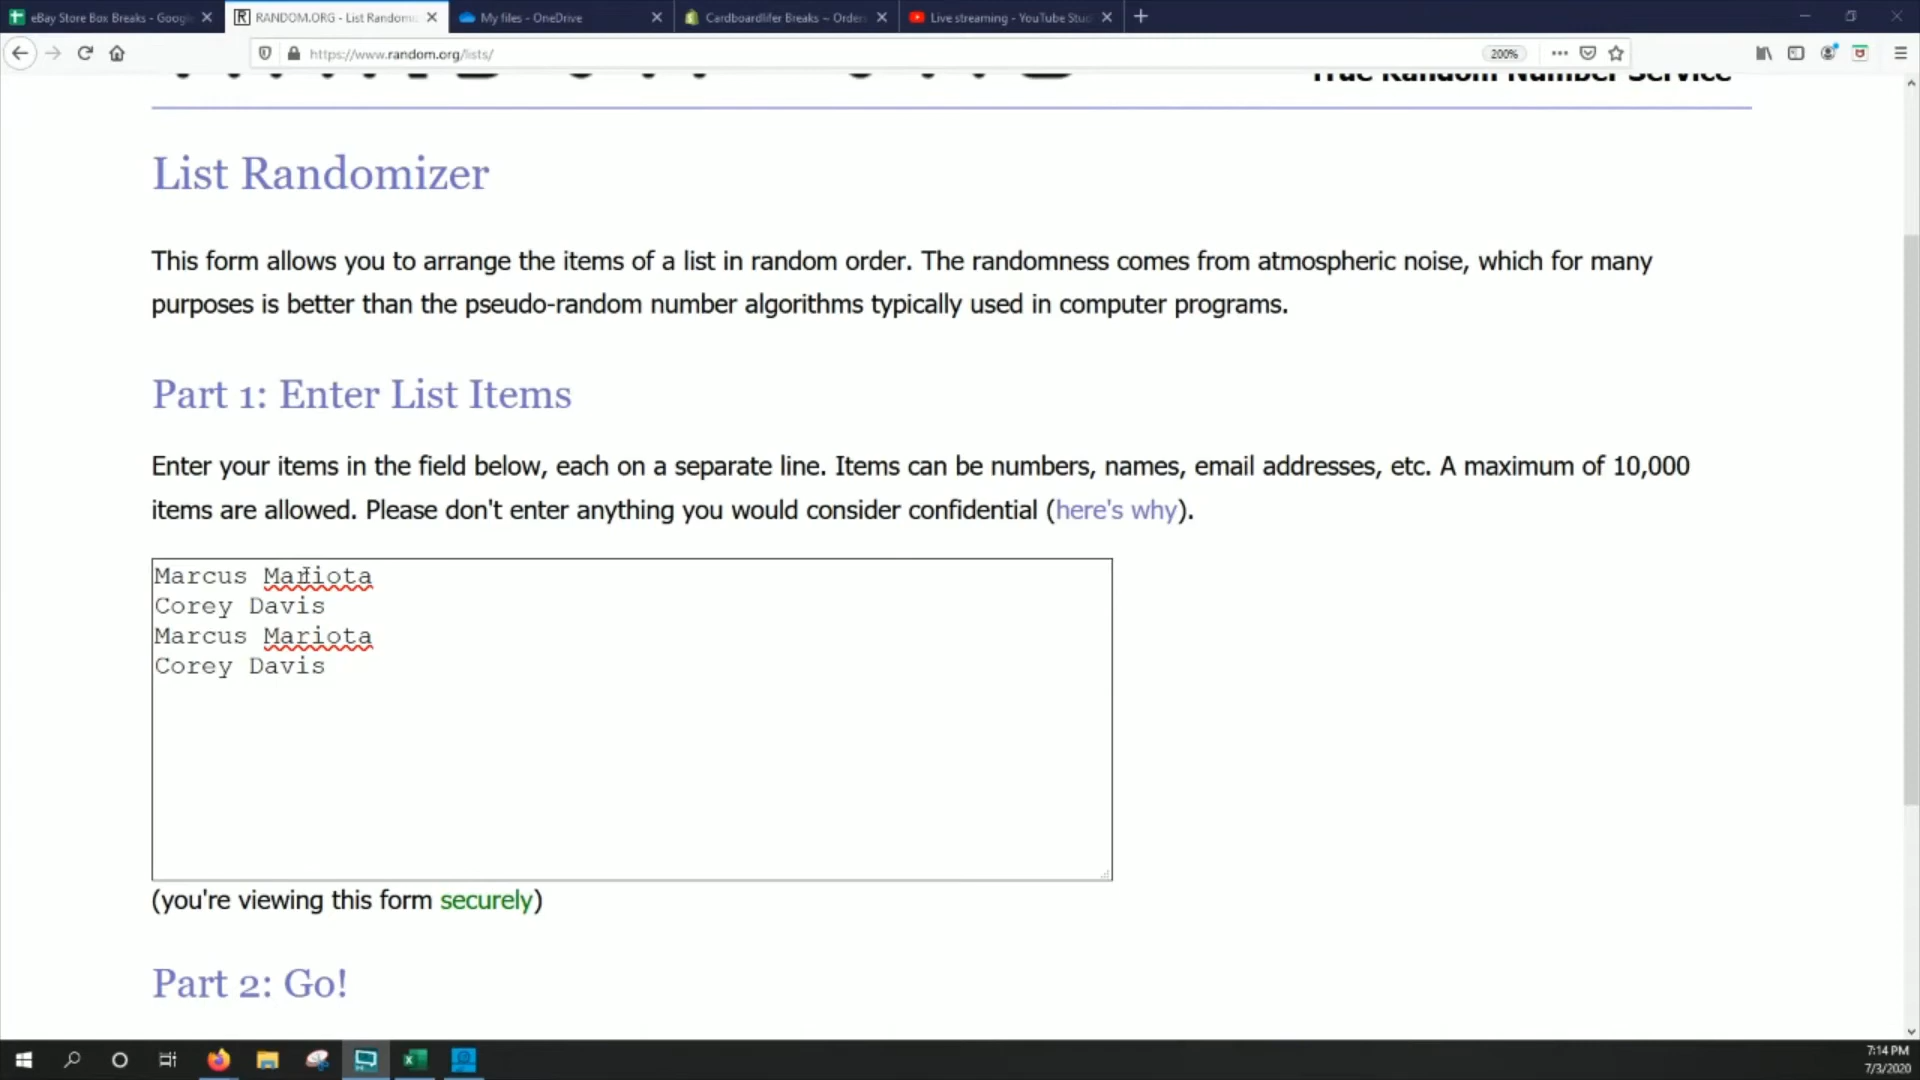 eBay Store Box Breaks - Googl
RANDOM.ORG - List Randomi
My files - OneDrive
Cardboardlifer Breaks ~ Order
Live streaming - YouTube Stu
https://www.random.org/lists/
200%
True Random Number Service
List Randomizer
This form allows you to arrange the items of a list in random order. The randomness comes from atmospheric noise, which for many
purposes is better than the pseudo-random number algorithms typically used in computer programs.
Part 1: Enter List Items
Enter your items in the field below, each on a separate line. Items can be numbers, names, email addresses, etc. A maximum of 10,000
items are allowed. Please don't enter anything you would consider confidential (here's why).
Marcus Mariota
Corey Davis
Marcus Mariota
Corey Davis
(you're viewing this form securely)
Part 2: Go!
7:14 PM
7/3/2020